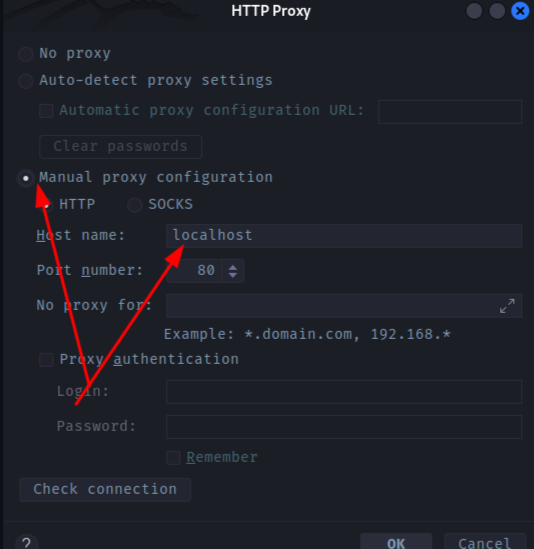 HTTP Proxy
No proxy
Auto-detect proxy settings
Automatic proxy configuration URL:
Clear passwords
Manual proxy configuration
HTTP SOCKS
Host name: localhost
Port number: 80
No proxy for:
Example: *.domain.com, 192.168.*
Proxy authentication
Login:
Password:
Remember
Check connection
? OK Cancel